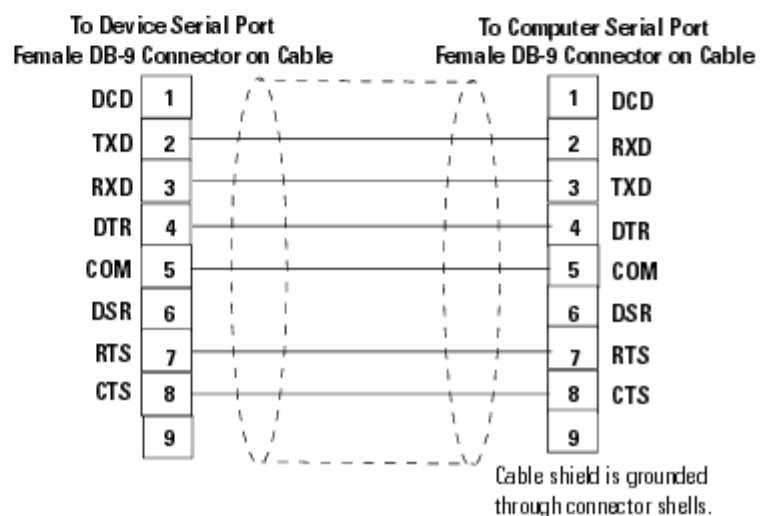 To Device Serial Port
Female DB-9 Connector on Cable
To Computer Serial Port
Female DB-9 Connector on Cable
DCD 1 1 DCD
TXD 2 2 RXD
RXD 3 3 TXD
DTR 4 4 DTR
COM 5 5 COM
DSR 6 6 DSR
RTS 7 7 RTS
CTS 8 8 CTS
9 9
Cable shield is grounded
through connector shells.